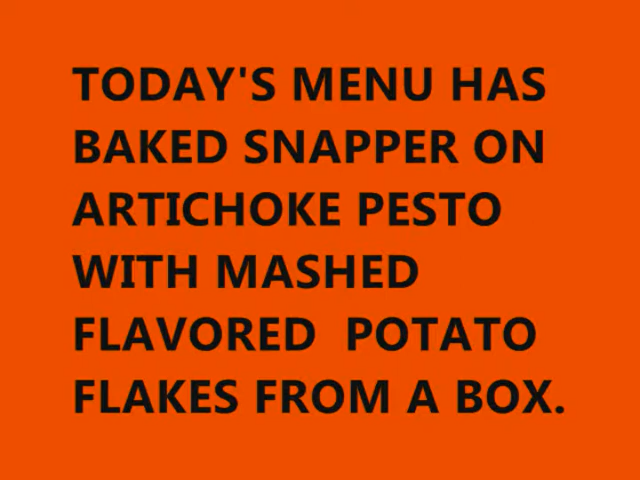 TODAY'S MENU HAS
BAKED SNAPPER ON
ARTICHOKE PESTO
WITH MASHED
FLAVORED  POTATO
FLAKES FROM A BOX.